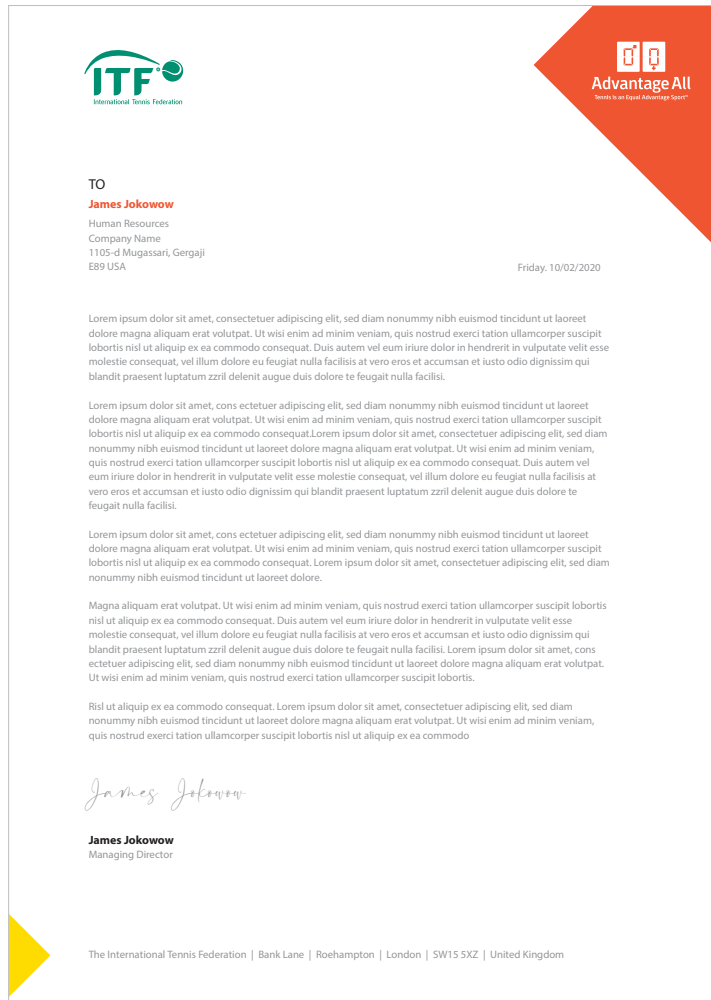 ITF
International Tennis Federation
Advantage All
Tennis is an Equal Advantage Sport™
TO
James Jokowow
Human Resources
Company Name
1105-d Mugassari, Gergaji
E89 USA
Friday. 10/02/2020
Lorem ipsum dolor sit amet, consectetuer adipiscing elit, sed diam nonummy nibh euismod tincidunt ut laoreet
dolore magna aliquam erat volutpat. Ut wisi enim ad minim veniam, quis nostrud exerci tation ullamcorper suscipit
lobortis nisl ut aliquip ex ea commodo consequat. Duis autem vel eum iriure dolor in hendrerit in vulputate velit esse
molestie consequat, vel illum dolore eu feugiat nulla facilisis at vero eros et accumsan et iusto odio dignissim qui
blandit praesent luptatum zzril delenit augue duis dolore te feugait nulla facilisi.
Lorem ipsum dolor sit amet, cons ectetuer adipiscing elit, sed diam nonummy nibh euismod tincidunt ut laoreet
dolore magna aliquam erat volutpat. Ut wisi enim ad minim veniam, quis nostrud exerci tation ullamcorper suscipit
lobortis nisl ut aliquip ex ea commodo consequat.Lorem ipsum dolor sit amet, consectetuer adipiscing elit, sed diam
nonummy nibh euismod tincidunt ut laoreet dolore magna aliquam erat volutpat. Ut wisi enim ad minim veniam,
quis nostrud exerci tation ullamcorper suscipit lobortis nisl ut aliquip ex ea commodo consequat. Duis autem vel
eum iriure dolor in hendrerit in vulputate velit esse molestie consequat, vel illum dolore eu feugiat nulla facilisis at
vero eros et accumsan et iusto odio dignissim qui blandit praesent luptatum zzril delenit augue duis dolore te
feugait nulla facilisi.
Lorem ipsum dolor sit amet, cons ectetuer adipiscing elit, sed diam nonummy nibh euismod tincidunt ut laoreet
dolore magna aliquam erat volutpat. Ut wisi enim ad minim veniam, quis nostrud exerci tation ullamcorper suscipit
lobortis nisl ut aliquip ex ea commodo consequat. Lorem ipsum dolor sit amet, consectetuer adipiscing elit, sed diam
nonummy nibh euismod tincidunt ut laoreet dolore.
Magna aliquam erat volutpat. Ut wisi enim ad minim veniam, quis nostrud exerci tation ullamcorper suscipit lobortis
nisl ut aliquip ex ea commodo consequat. Duis autem vel eum iriure dolor in hendrerit in vulputate velit esse
molestie consequat, vel illum dolore eu feugiat nulla facilisis at vero eros et accumsan et iusto odio dignissim qui
blandit praesent luptatum zzril delenit augue duis dolore te feugait nulla facilisi. Lorem ipsum dolor sit amet, cons
ectetuer adipiscing elit, sed diam nonummy nibh euismod tincidunt ut laoreet dolore magna aliquam erat volutpat.
Ut wisi enim ad minim veniam, quis nostrud exerci tation ullamcorper suscipit lobortis.
Risl ut aliquip ex ea commodo consequat. Lorem ipsum dolor sit amet, consectetuer adipiscing elit, sed diam
nonummy nibh euismod tincidunt ut laoreet dolore magna aliquam erat volutpat. Ut wisi enim ad minim veniam,
quis nostrud exerci tation ullamcorper suscipit lobortis nisl ut aliquip ex ea commodo
James Jokowow
James Jokowow
Managing Director
The International Tennis Federation | Bank Lane | Roehampton | London | SW15 5XZ | United Kingdom